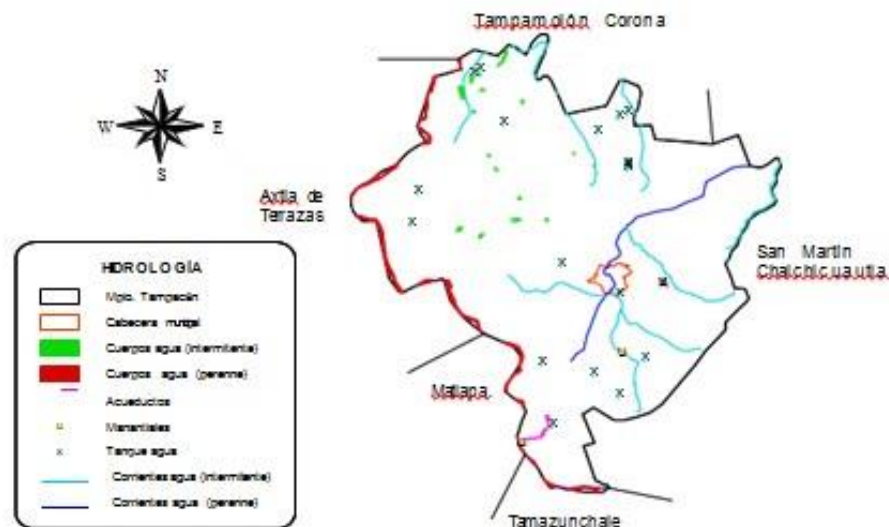 Tampamolón Corona
N
W
E
S
Axtla de
Terrazas
San Martín
Chalchicuautla
HIDROLOGÍA
Mpio. Tampacán
Cabecera
Cuerpos agua (intermitente)
Cuerpos agua (perenne)
Acueductos
Manantiales
Tanque agua
Corrientes agua (intermitente)
Corrientes agua (perenne)
Matlapa
Tamazunchale